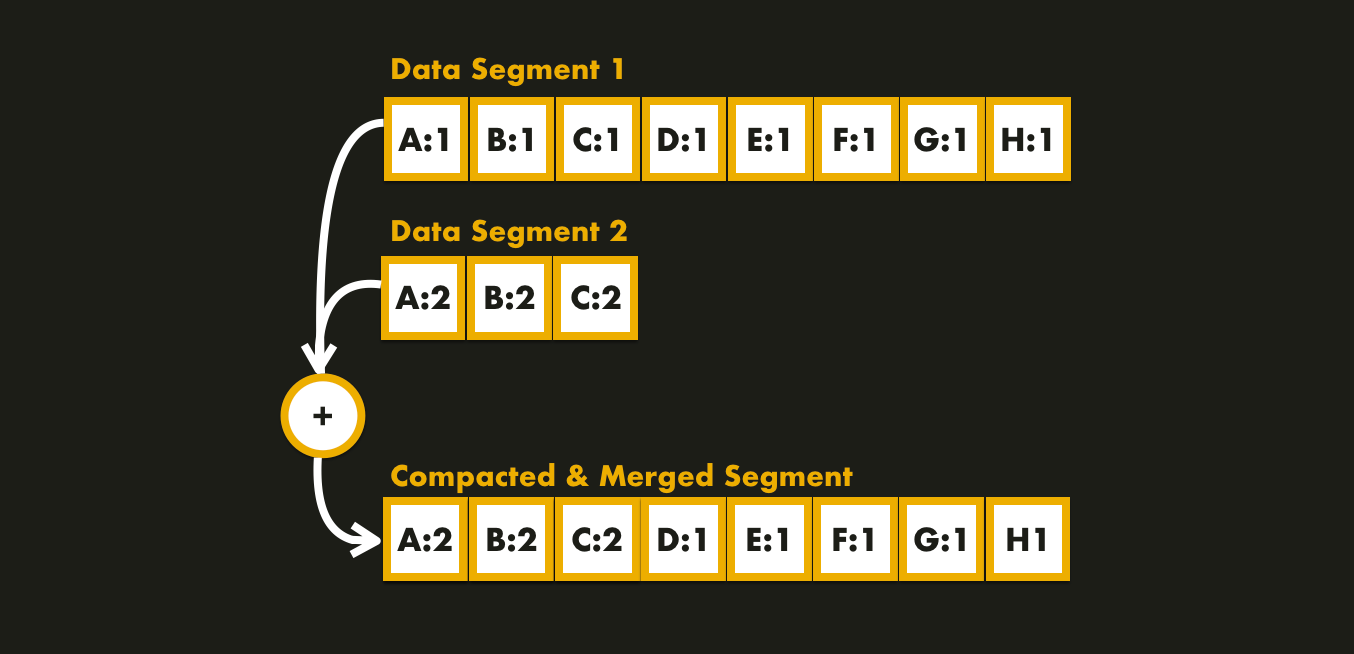 Data Segment 1
A:1 B:1 C:1 D:1 E:1 F:1 G:1 H:1
Data Segment 2
A:2 B:2 C:2
+
Compacted & Merged Segment
A:2 B:2 C:2 D:1 E:1 F:1 G:1 H1